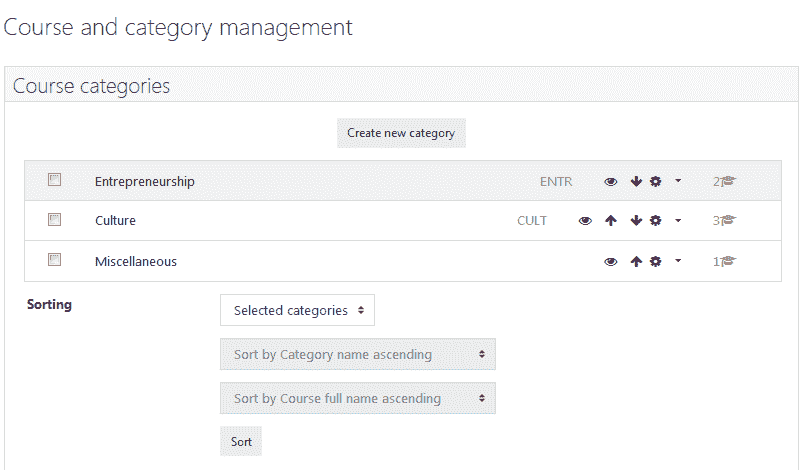 Course and category management
Course categories
Create new category
Entrepreneurship ENTR 2
Culture CULT 3
Miscellaneous 1
Sorting Selected categories
Sort by Category name ascending
Sort by Course full name ascending
Sort